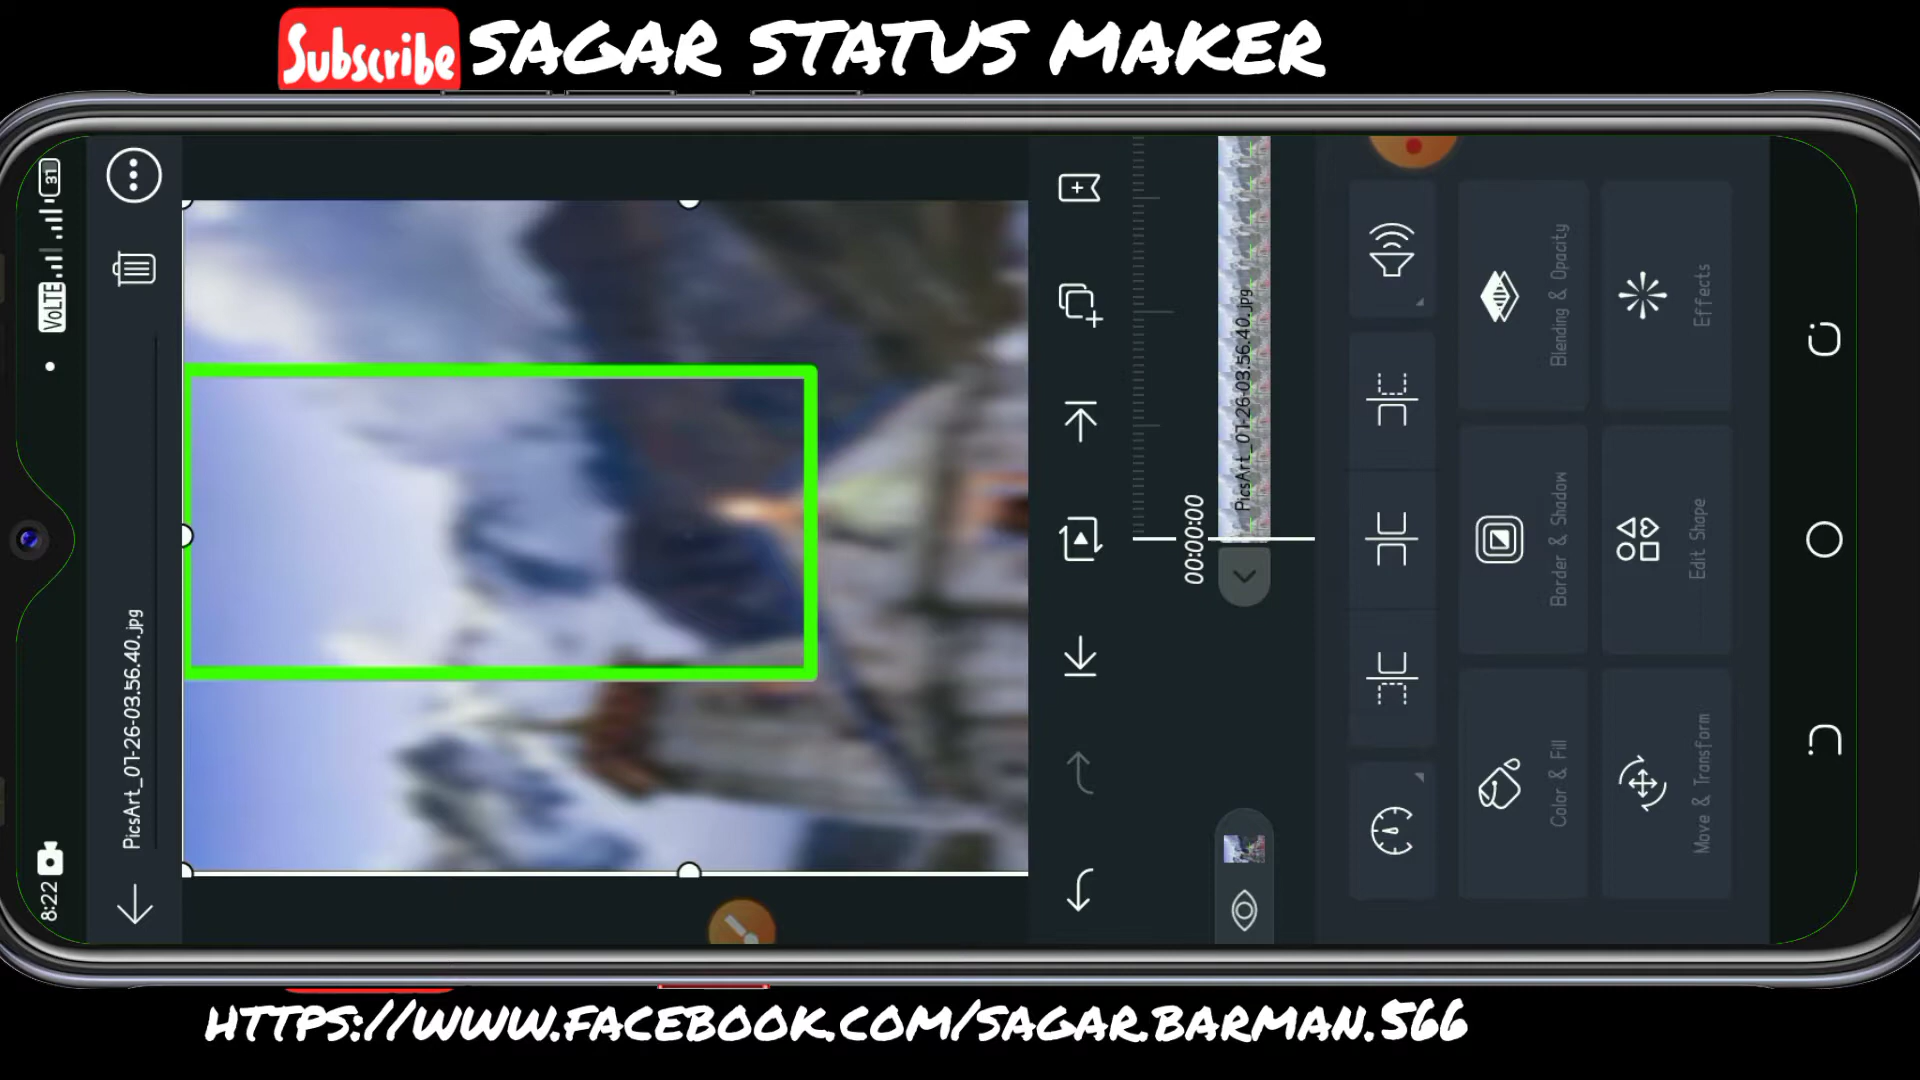 Subscribe SAGAR STATUS MAKER
8:22
VoLTE
31
PicsArt_01-26-03.56.40.jpg
00:00:00
PicsArt_01-26-03.56.40.jpg
Color & Fill
Border & Shadow
Blending & Opacity
Move & Transform
Edit Shape
Effects
HTTPS://WWW.FACEBOOK.COM/SAGAR.BARMAN.566